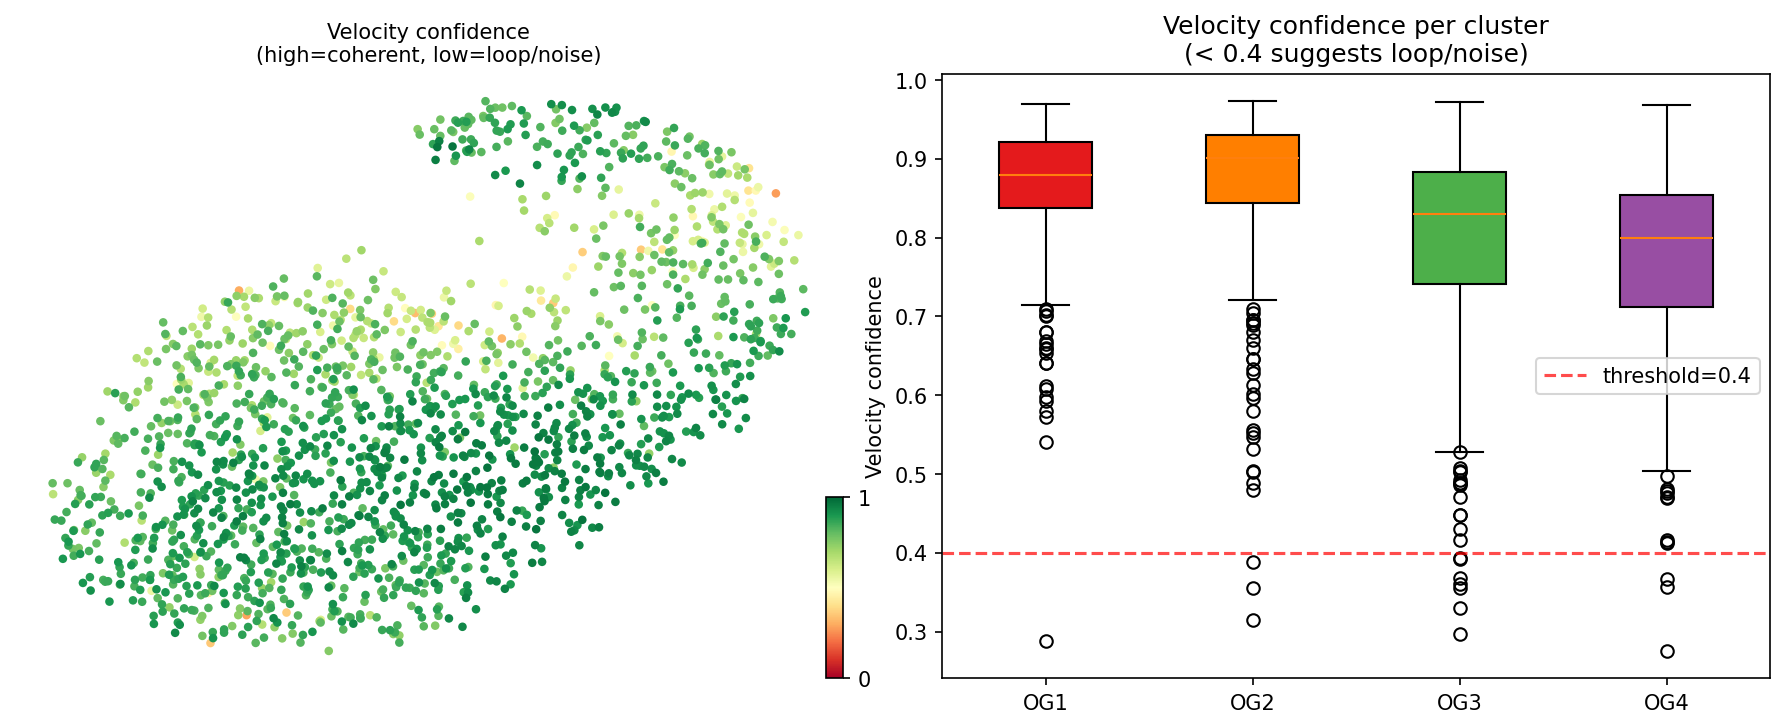 Velocity confidence
(high=coherent, low=loop/noise)
1
0
Velocity confidence per cluster
(< 0.4 suggests loop/noise)
Velocity confidence
1.0
0.9
0.8
0.7
0.6
0.5
0.4
0.3
threshold=0.4
OG1
OG2
OG3
OG4